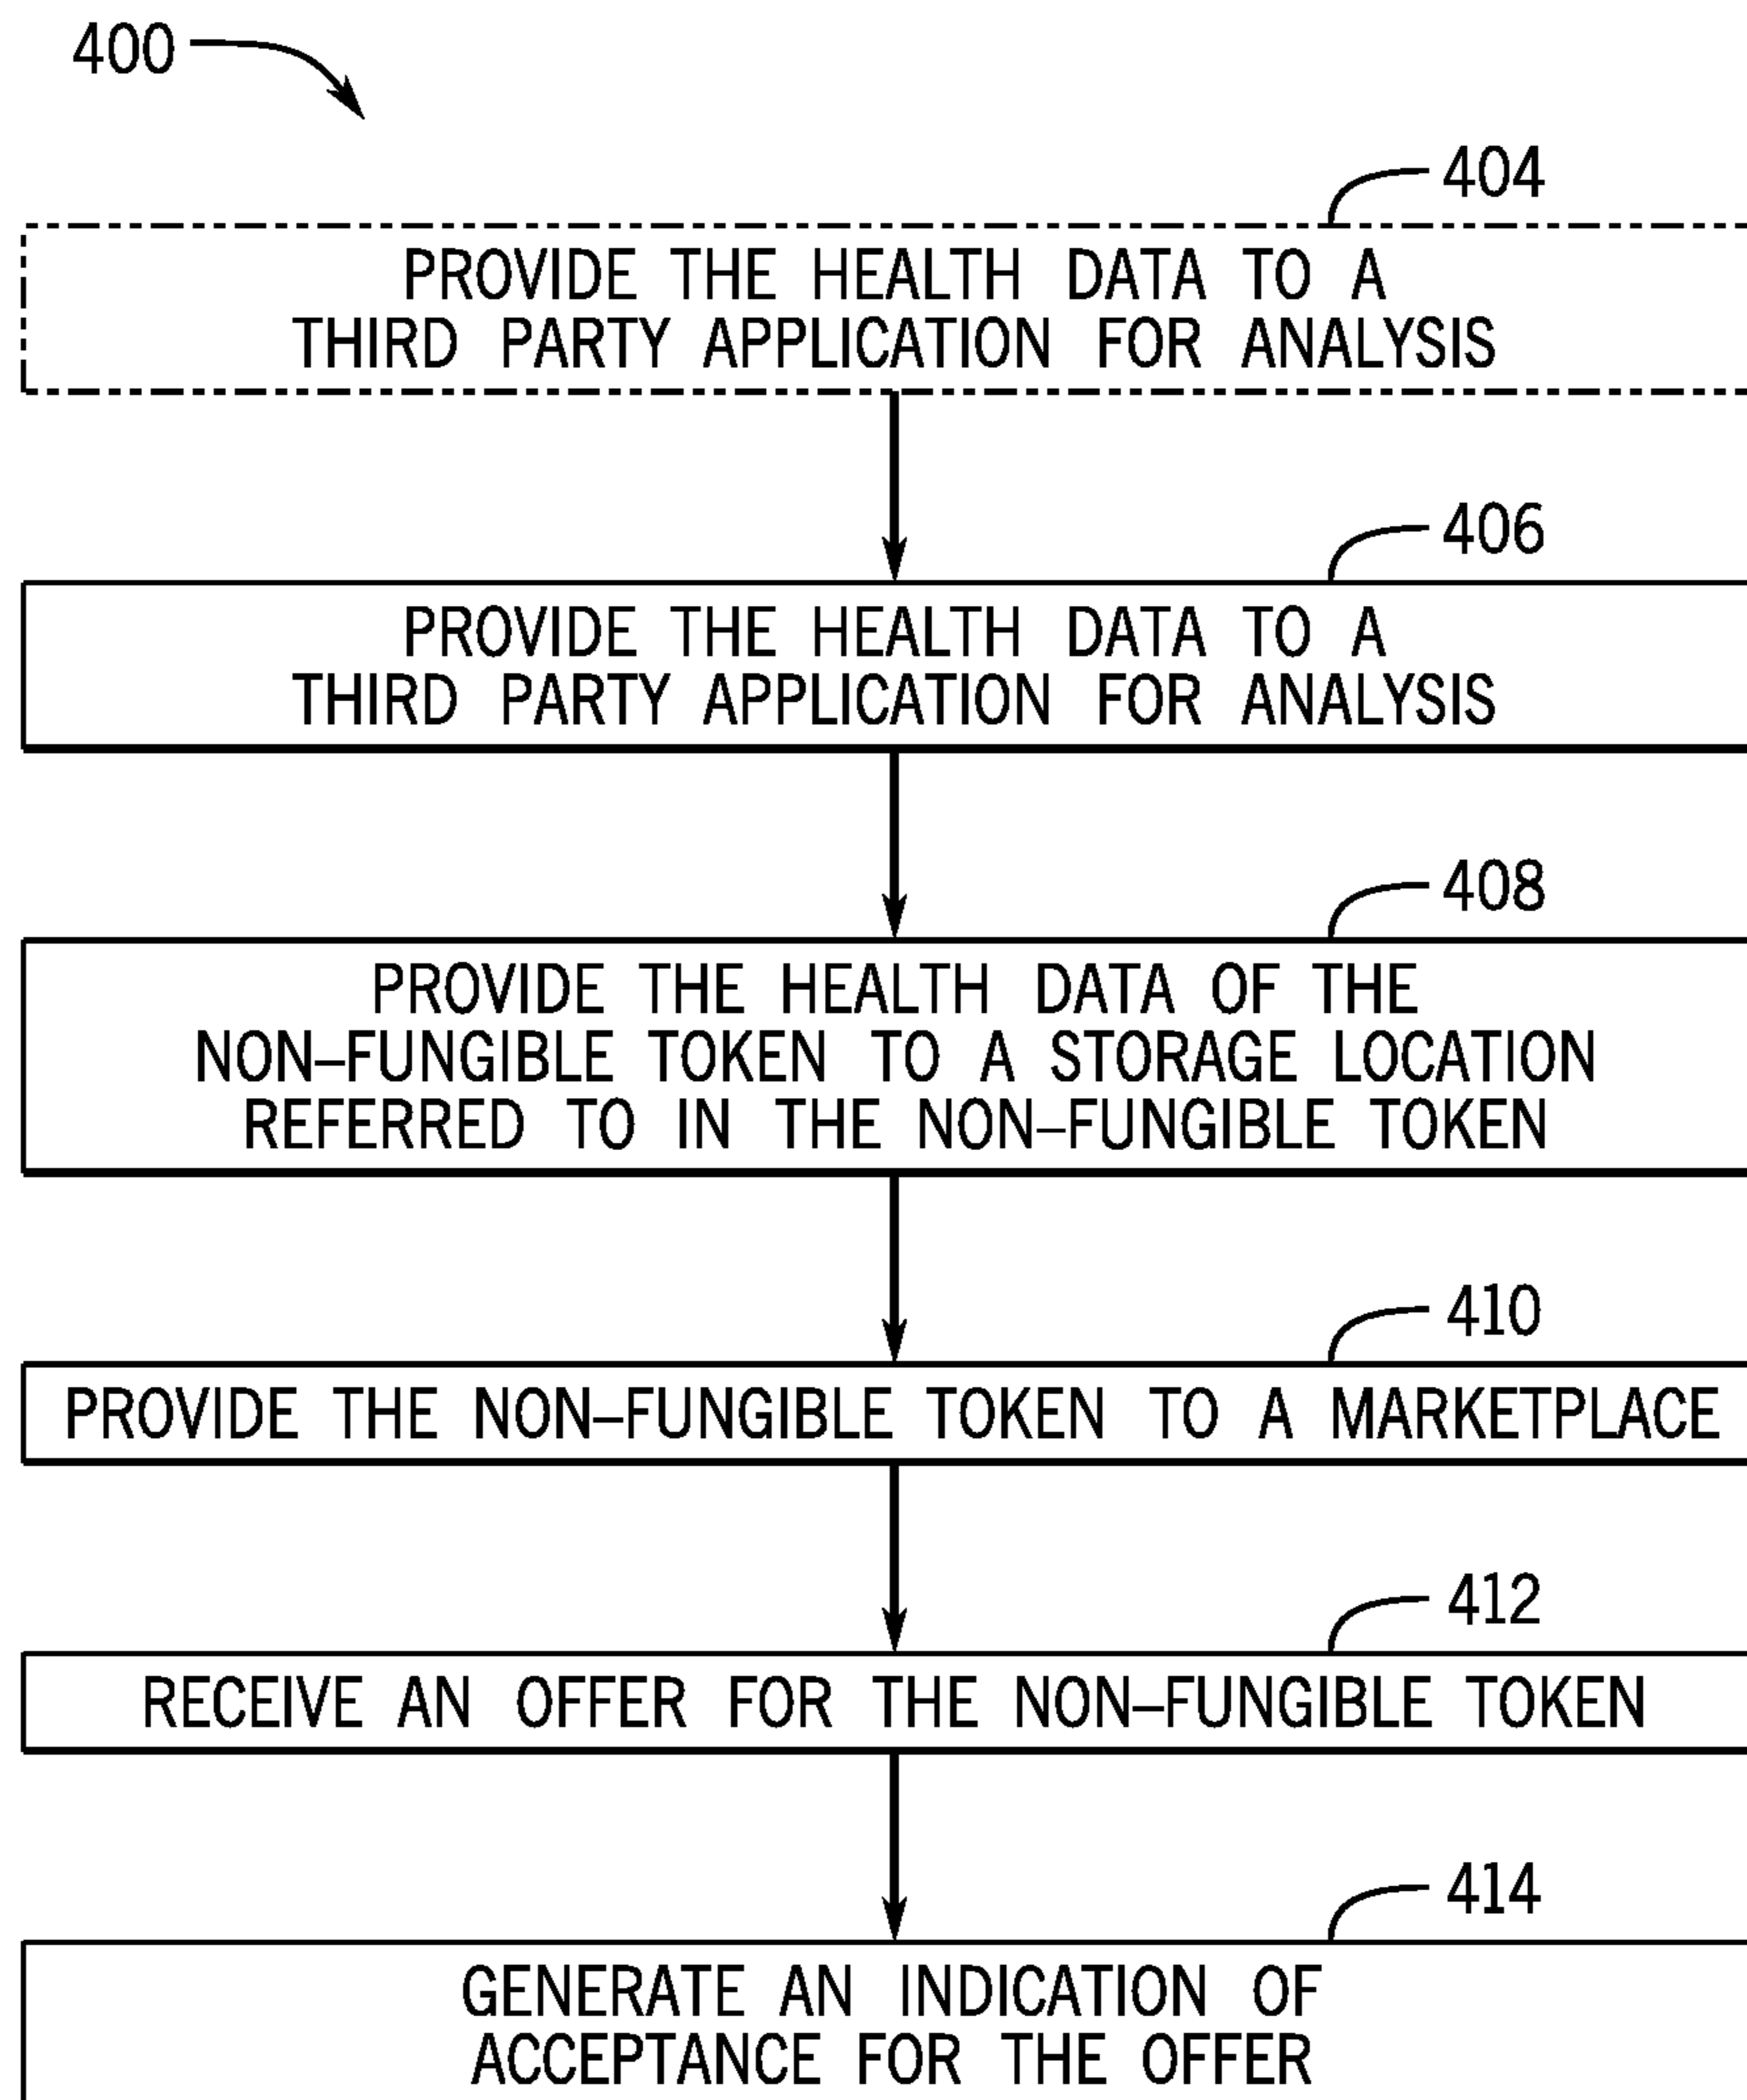 400
404
PROVIDE THE HEALTH DATA TO A
THIRD PARTY APPLICATION FOR ANALYSIS
406
PROVIDE THE HEALTH DATA TO A
THIRD PARTY APPLICATION FOR ANALYSIS
408
PROVIDE THE HEALTH DATA OF THE
NON–FUNGIBLE TOKEN TO A STORAGE LOCATION
REFERRED TO IN THE NON–FUNGIBLE TOKEN
410
PROVIDE THE NON–FUNGIBLE TOKEN TO A MARKETPLACE
412
RECEIVE AN OFFER FOR THE NON–FUNGIBLE TOKEN
414
GENERATE AN INDICATION OF
ACCEPTANCE FOR THE OFFER